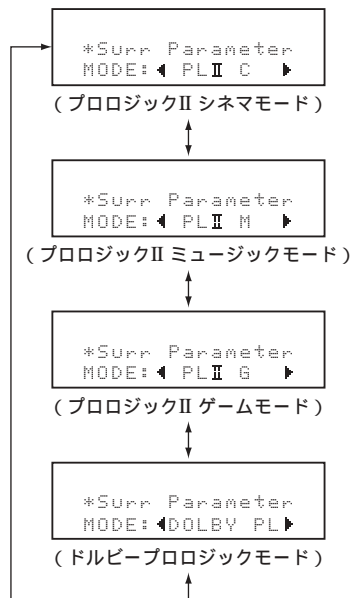 *Surr Parameter
MODE:◀ PLⅡ C ▶
(プロロジックⅡ シネマモード)
*Surr Parameter
MODE:◀ PLⅡ M ▶
(プロロジックⅡ ミュージックモード)
*Surr Parameter
MODE:◀ PLⅡ G ▶
(プロロジックⅡ ゲームモード)
*Surr Parameter
MODE:◀DOLBY PL▶
(ドルビープロロジックモード)